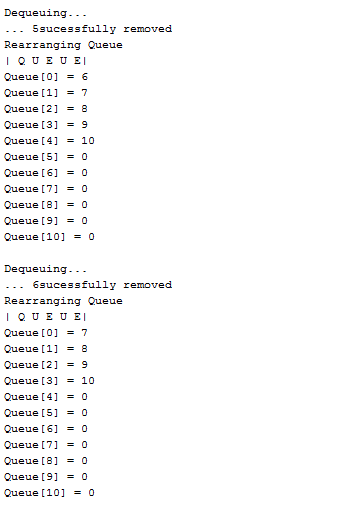 Dequeuing...
... 5sucessfully removed
Rearranging Queue
| Q U E U E|
Queue[0] = 6
Queue[1] = 7
Queue[2] = 8
Queue[3] = 9
Queue[4] = 10
Queue[5] = 0
Queue[6] = 0
Queue[7] = 0
Queue[8] = 0
Queue[9] = 0
Queue[10] = 0
Dequeuing...
... 6sucessfully removed
Rearranging Queue
| Q U E U E|
Queue[0] = 7
Queue[1] = 8
Queue[2] = 9
Queue[3] = 10
Queue[4] = 0
Queue[5] = 0
Queue[6] = 0
Queue[7] = 0
Queue[8] = 0
Queue[9] = 0
Queue[10] = 0